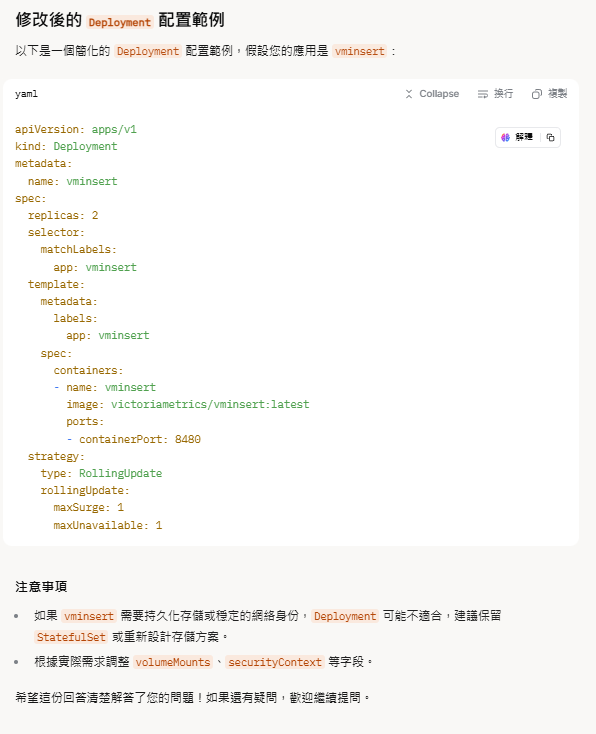 修改後的 Deployment 配置範例
以下是一個簡化的 Deployment 配置範例，假設您的應用是 vminsert：
yaml
Collapse 換行 複製
解釋
apiVersion: apps/v1
kind: Deployment
metadata:
  name: vminsert
spec:
  replicas: 2
  selector:
    matchLabels:
      app: vminsert
  template:
    metadata:
      labels:
        app: vminsert
    spec:
      containers:
      - name: vminsert
        image: victoriametrics/vminsert:latest
        ports:
        - containerPort: 8480
  strategy:
    type: RollingUpdate
    rollingUpdate:
      maxSurge: 1
      maxUnavailable: 1
注意事項
• 如果 vminsert 需要持久化存儲或穩定的網絡身份，Deployment 可能不適合，建議保留
StatefulSet 或重新設計存儲方案。
• 根據實際需求調整 volumeMounts、securityContext 等字段。
希望這份回答清楚解答了您的問題！如果還有疑問，歡迎繼續提問。